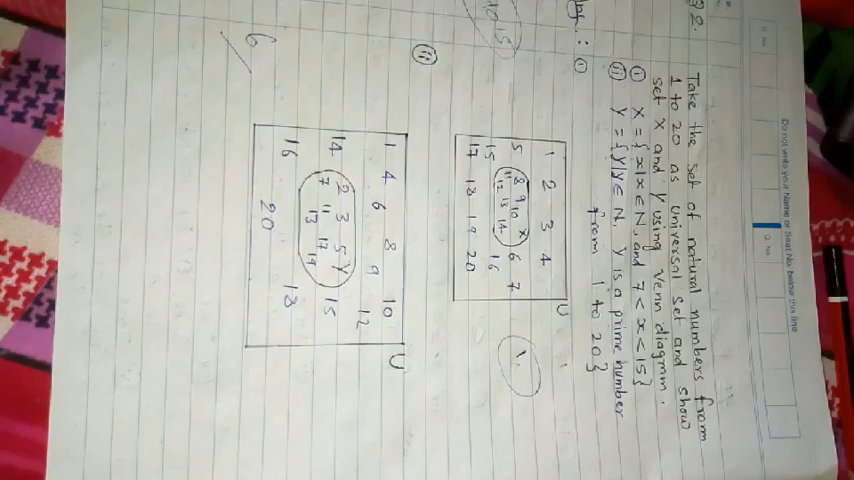 Do not write your Name or Seat No. below this line
Q. No.
Q. No.
Q2. Take the set of natural numbers from
1 to 20 as universal set and show
set X and Y using Venn diagram.
(i) X = {x|x ∈ N, and 7 < x < 15}
(ii) Y = {y|y ∈ N, y is a prime number
from 1 to 20}
(i)
U
1 2 3 4
5 8 9 10 X 6 7
11 12 13 14
15 16
17 18 19 20
1.
(ii)
U
1 4 6 8 9 10
12
14 2 3 5 Y 15
7 11 17
13 19
16 18
20
6